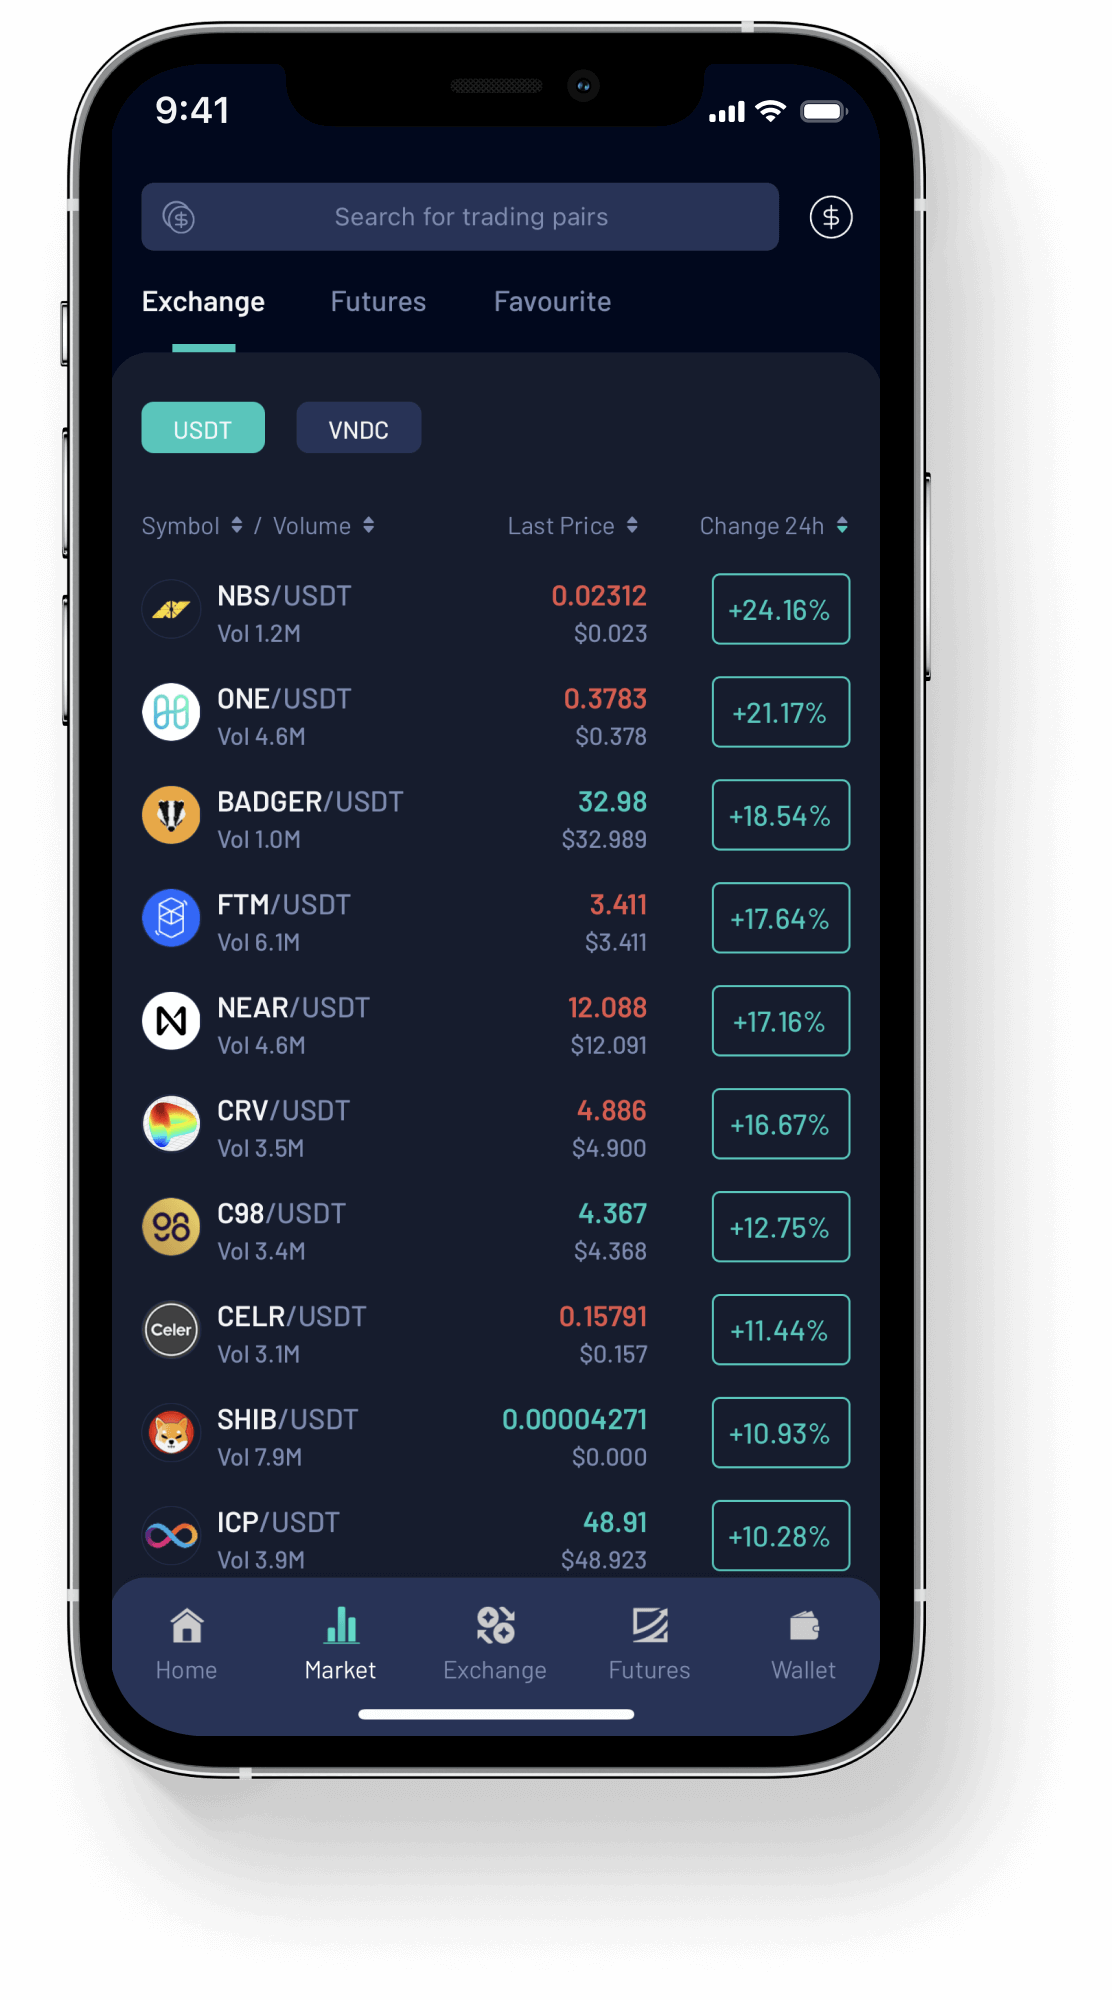 9:41
Search for trading pairs
Exchange Futures Favourite
USDT VNDC
Symbol / Volume Last Price Change 24h
NBS/USDT 0.02312 +24.16%
Vol 1.2M $0.023
ONE/USDT 0.3783 +21.17%
Vol 4.6M $0.378
BADGER/USDT 32.98 +18.54%
Vol 1.0M $32.989
FTM/USDT 3.411 +17.64%
Vol 6.1M $3.411
NEAR/USDT 12.088 +17.16%
Vol 4.6M $12.091
CRV/USDT 4.886 +16.67%
Vol 3.5M $4.900
C98/USDT 4.367 +12.75%
Vol 3.4M $4.368
Celer CELR/USDT 0.15791 +11.44%
Vol 3.1M $0.157
SHIB/USDT 0.00004271 +10.93%
Vol 7.9M $0.000
ICP/USDT 48.91 +10.28%
Vol 3.9M $48.923
Home Market Exchange Futures Wallet